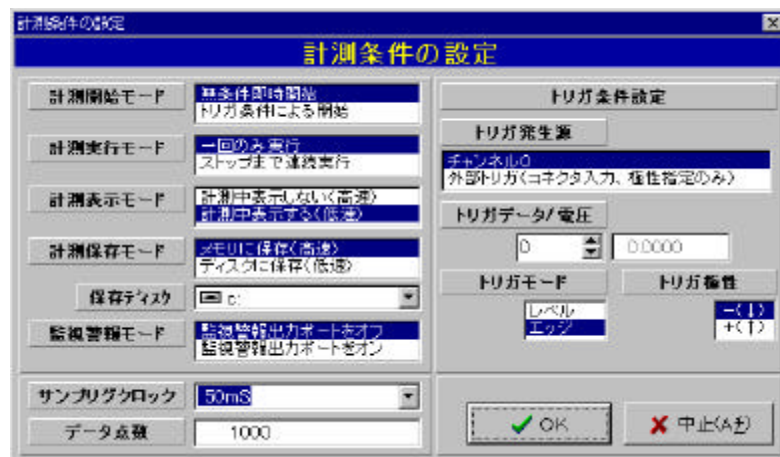 計測条件の設定
計測条件の設定
計測開始モード
無条件即時開始
トリガ条件による開始
計測実行モード
一回のみ実行
ストップまで連続実行
計測表示モード
計測中表示しない(高速)
計測中表示する(低速)
計測保存モード
メモリに保存(高速)
ディスクに保存(低速)
保存ディスク
c:
監視警報モード
監視警報出力ポートをオフ
監視警報出力ポートをオン
サンプリグクロック
50mS
データ点数
1000
トリガ条件設定
トリガ発生源
チャンネル0
外部トリガ(コネクタ入力、極性指定のみ)
トリガデータ/電圧
0
0.0000
トリガモード
レベル
エッジ
トリガ極性
-(↓)
+(↑)
OK
中止(A打)